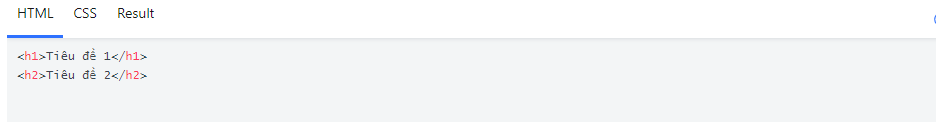 HTML CSS Result
<h1>Tiêu đề 1</h1>
<h2>Tiêu đề 2</h2>